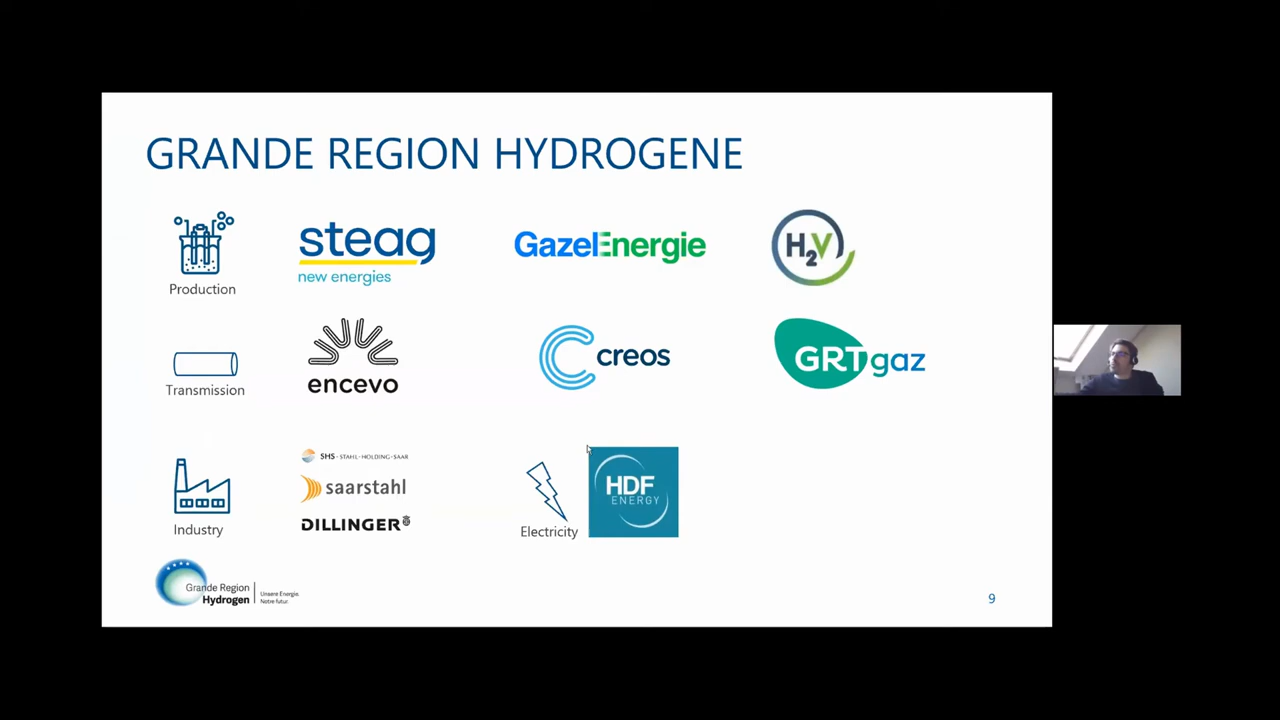 GRANDE REGION HYDROGENE
Production
steag
new energies
GazelEnergie
H2V
Transmission
encevo
creos
GRTgaz
Industry
SHS - STAHL-HOLDING-SAAR
saarstahl
DILLINGER
Electricity
HDF
ENERGY
Grande Region
Hydrogen
Unsere Energie.
Notre futur.
9